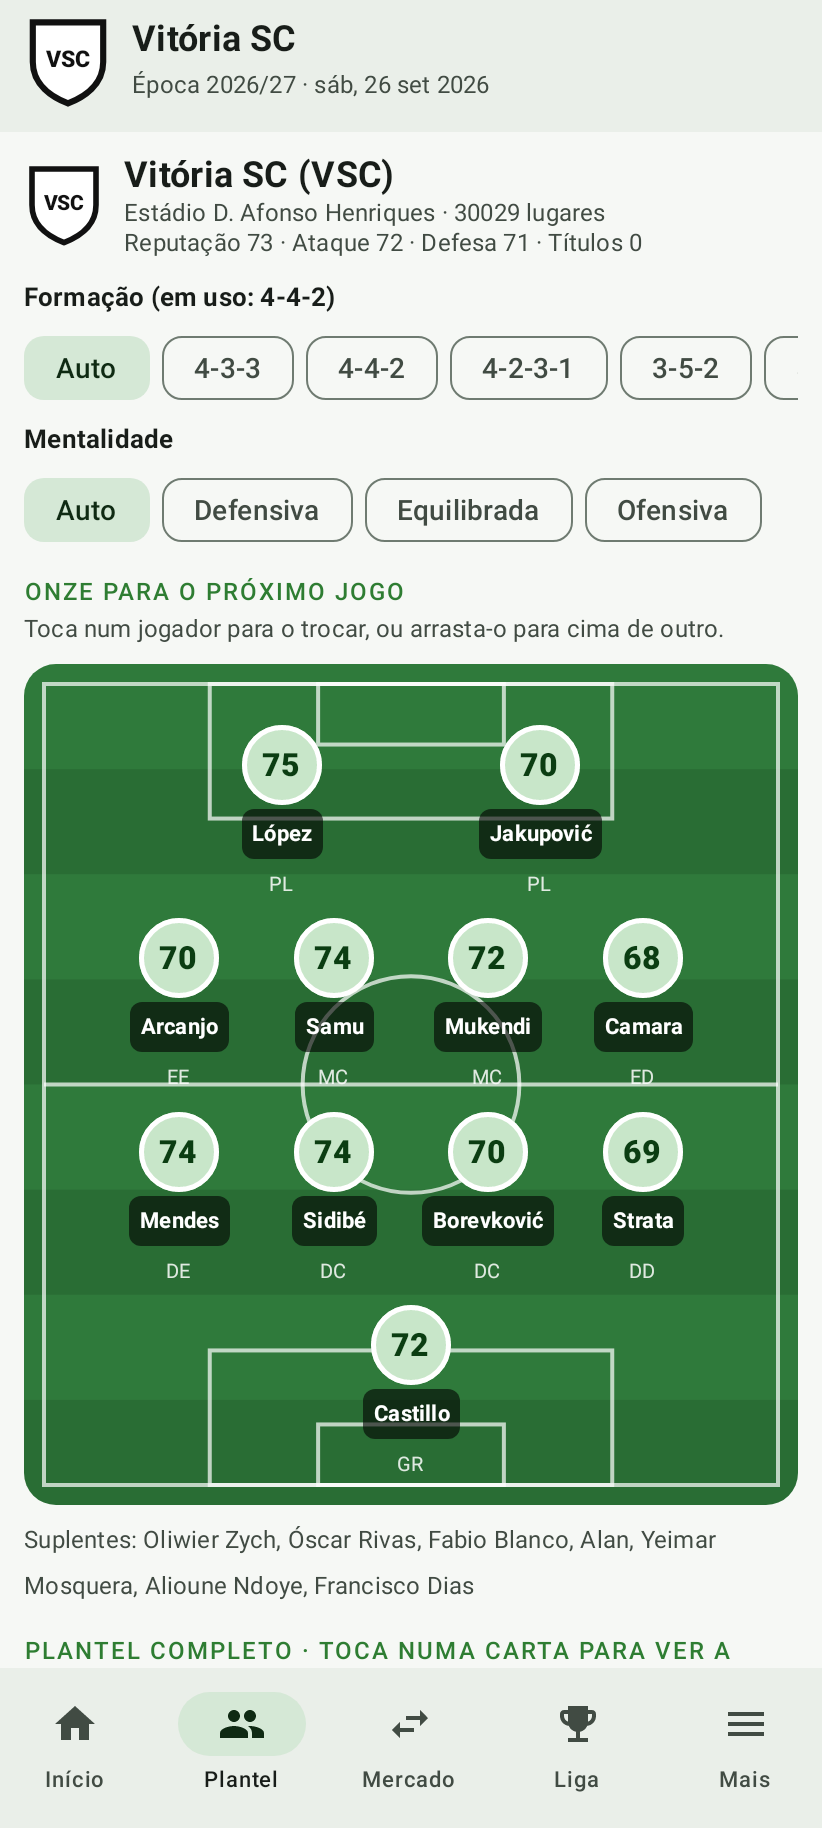 VSC
Vitória SC
Época 2026/27 · sáb, 26 set 2026
VSC
Vitória SC (VSC)
Estádio D. Afonso Henriques · 30029 lugares
Reputação 73 · Ataque 72 · Defesa 71 · Títulos 0
Formação (em uso: 4-4-2)
Auto 4-3-3 4-4-2 4-2-3-1 3-5-2
Mentalidade
Auto Defensiva Equilibrada Ofensiva
ONZE PARA O PRÓXIMO JOGO
Toca num jogador para o trocar, ou arrasta-o para cima de outro.
75 70
López Jakupović
PL PL
70 74 72 68
Arcanjo Samu Mukendi Camara
EE MC MC ED
74 74 70 69
Mendes Sidibé Borevković Strata
DE DC DC DD
72
Castillo
GR
Suplentes: Oliwier Zych, Óscar Rivas, Fabio Blanco, Alan, Yeimar
Mosquera, Alioune Ndoye, Francisco Dias
PLANTEL COMPLETO · TOCA NUMA CARTA PARA VER A
Início Plantel Mercado Liga Mais